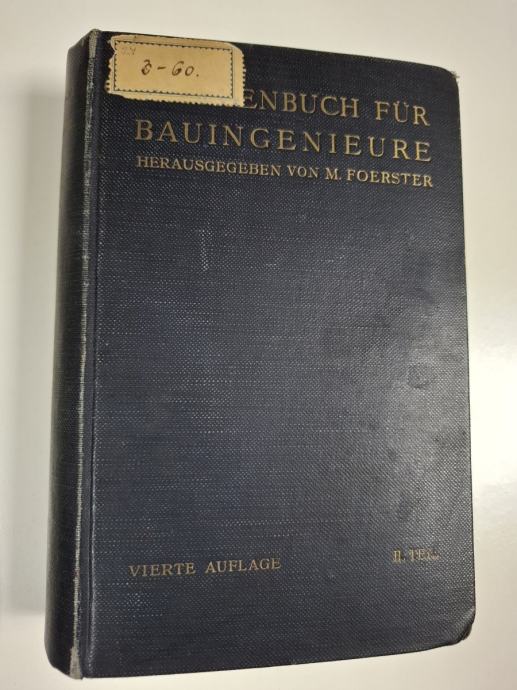 3-60.
ENBUCH FÜR
BAUINGENIEURE
HERAUSGEGEBEN VON M. FOERSTER
VIERTE AUFLAGE
II. TEIL